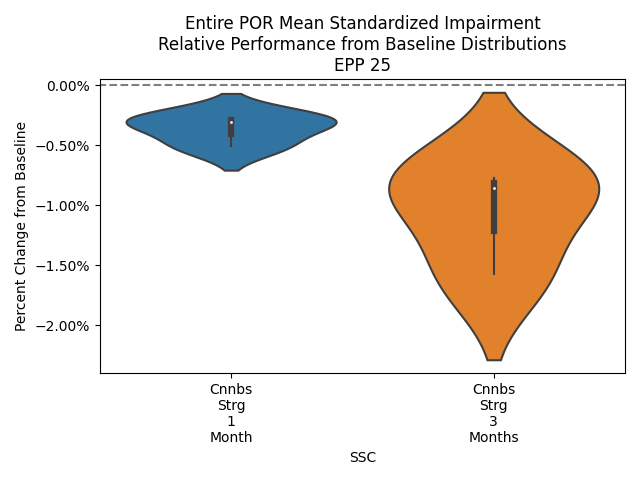 Entire POR Mean Standardized Impairment
Relative Performance from Baseline Distributions
EPP 25
Percent Change from Baseline
0.00%
−0.50%
−1.00%
−1.50%
−2.00%
Cnnbs
Strg
1
Month
Cnnbs
Strg
3
Months
SSC